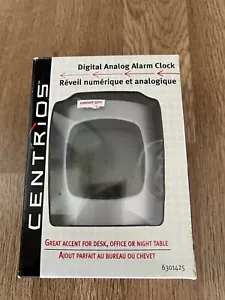 Digital Analog Alarm Clock
Réveil numérique et analogique
CENTRIOS
GREAT ACCENT FOR DESK, OFFICE OR NIGHT TABLE
AJOUT PARFAIT AU BUREAU OU CHEVET
6301425